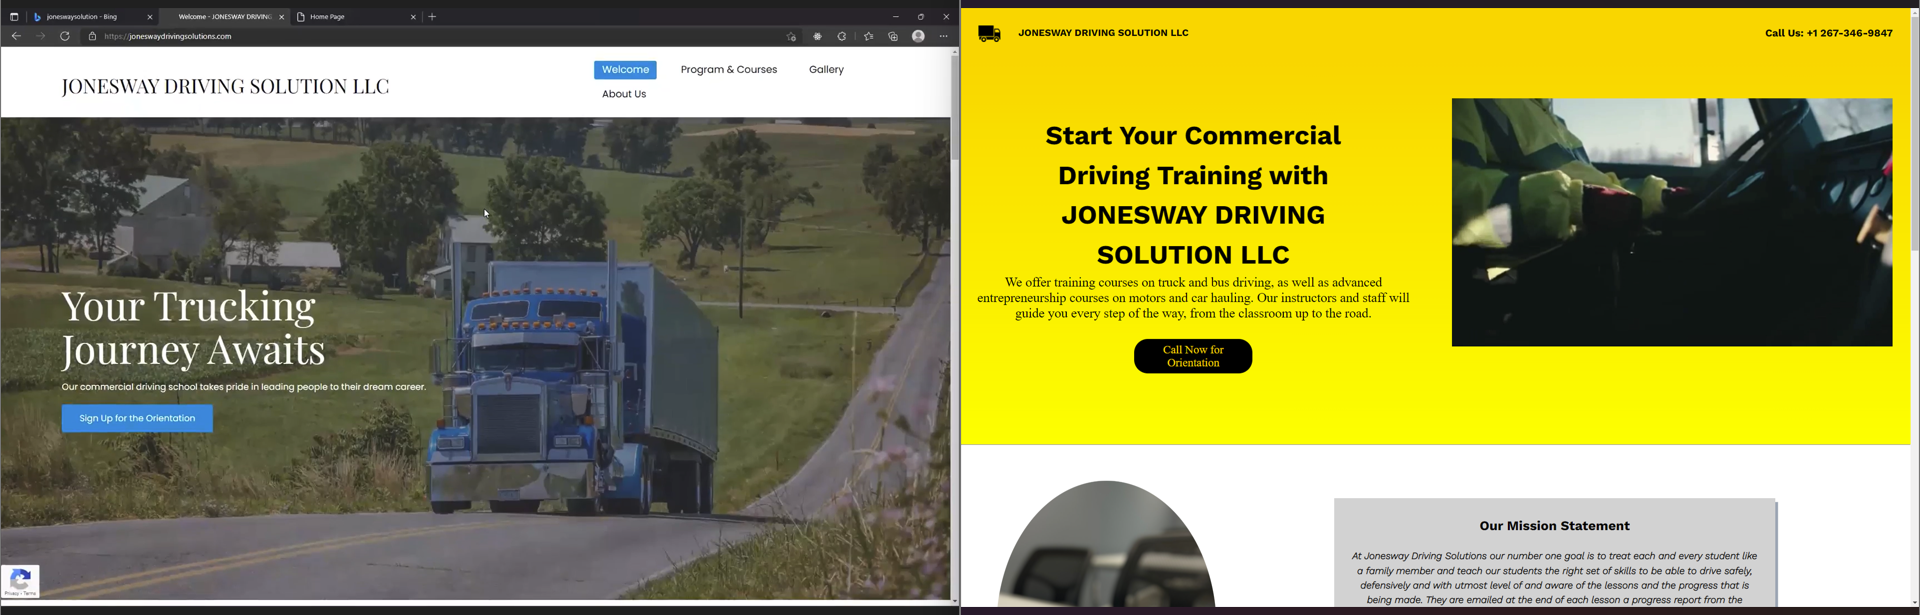 joneswaysolution - Bing
Welcome - JONESWAY DRIVING
Home Page
https://joneswaydrivingsolutions.com
JONESWAY DRIVING SOLUTION LLC
Welcome
Program & Courses
Gallery
About Us
Your Trucking
Journey Awaits
Our commercial driving school takes pride in leading people to their dream career.
Sign Up for the Orientation
Privacy - Terms
JONESWAY DRIVING SOLUTION LLC
Call Us: +1 267-346-9847
Start Your Commercial
Driving Training with
JONESWAY DRIVING
SOLUTION LLC
We offer training courses on truck and bus driving, as well as advanced
entrepreneurship courses on motors and car hauling. Our instructors and staff will
guide you every step of the way, from the classroom up to the road.
Call Now for
Orientation
Our Mission Statement
At Jonesway Driving Solutions our number one goal is to treat each and every student like
a family member and teach our students the right set of skills to be able to drive safely,
defensively and with utmost level of and aware of the lessons and the progress that is
being made. They are emailed at the end of each lesson a progress report from the